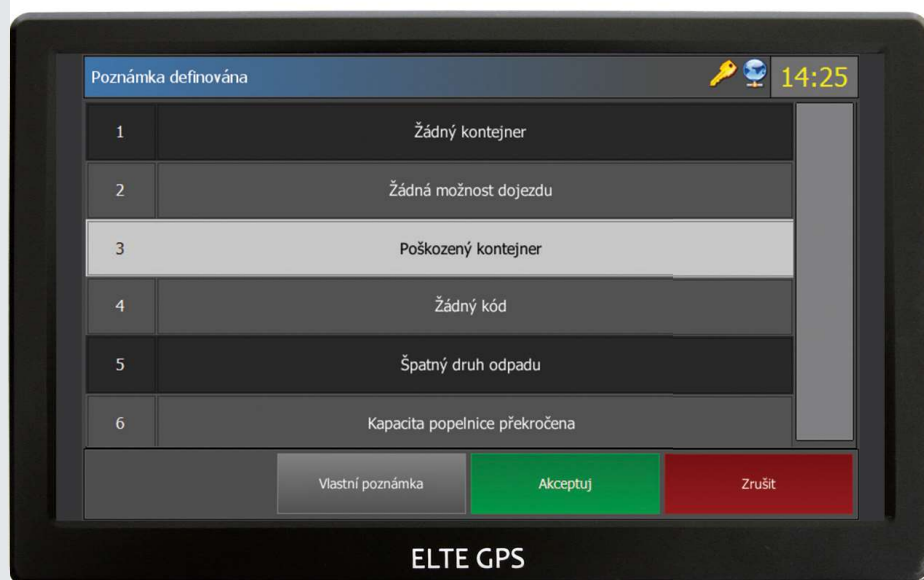 Poznámka definována 14:25
1 Žádný kontejner
2 Žádná možnost dojezdu
3 Poškozený kontejner
4 Žádný kód
5 Špatný druh odpadu
6 Kapacita popelnice překročena
Vlastní poznámka Akceptuj Zrušit
ELTE GPS